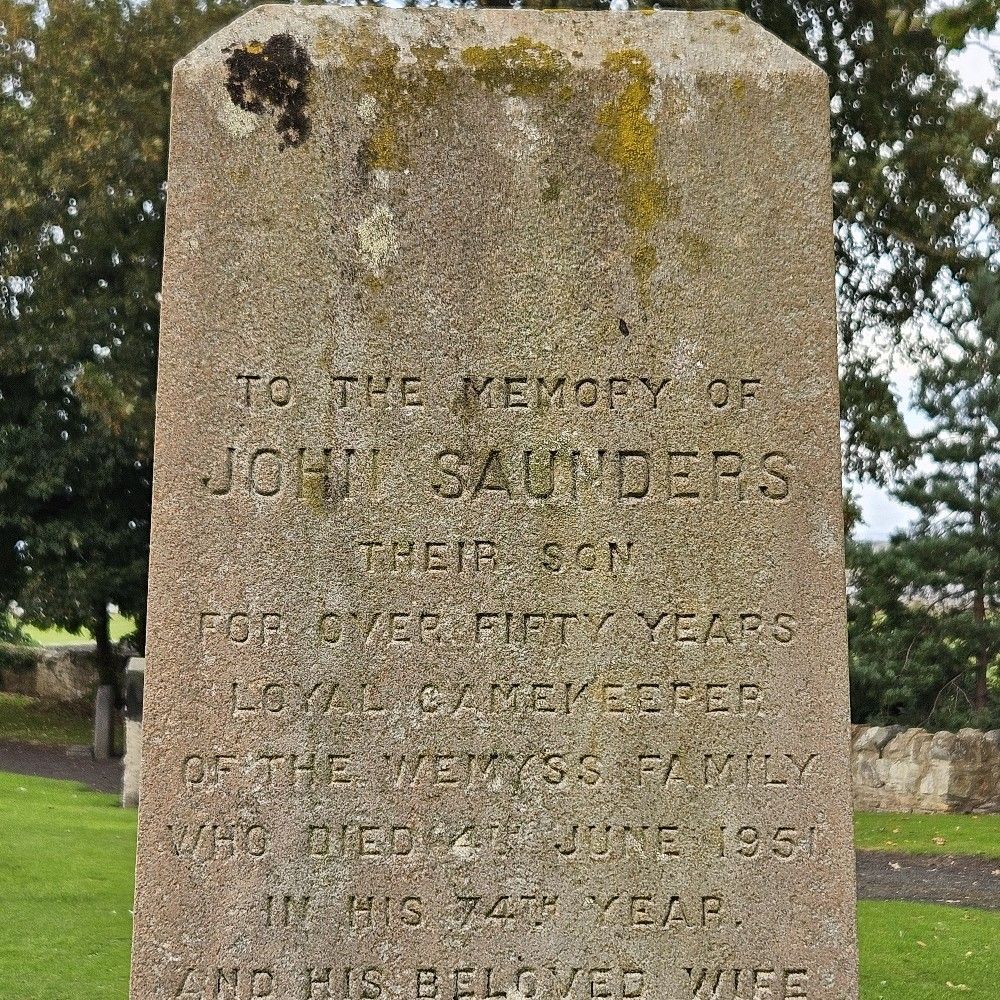 TO THE MEMORY OF
JOHN SAUNDERS
THEIR SON
FOR OVER FIFTY YEARS
LOYAL GAMEKEEPER
OF THE WEMYSS FAMILY
WHO DIED 4TH JUNE 1951
IN HIS 74TH YEAR.
AND HIS BELOVED WIFE